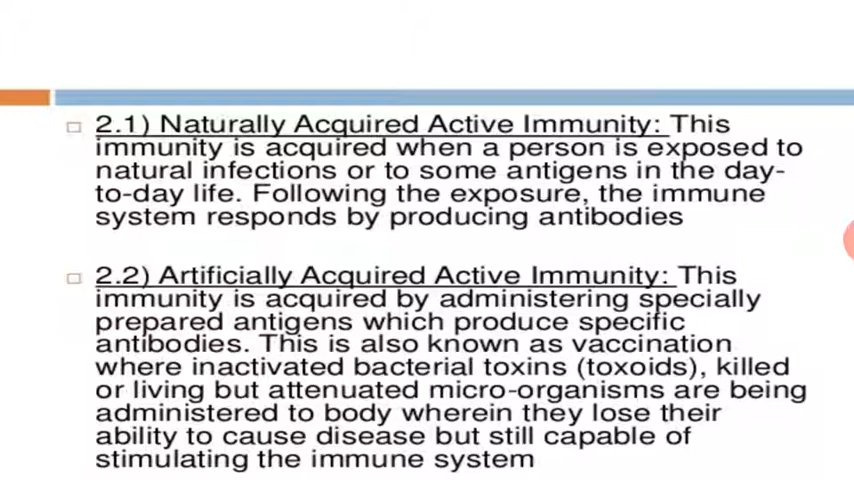 2.1) Naturally Acquired Active Immunity: This
immunity is acquired when a person is exposed to
natural infections or to some antigens in the day-
to-day life. Following the exposure, the immune
system responds by producing antibodies
2.2) Artificially Acquired Active Immunity: This
immunity is acquired by administering specially
prepared antigens which produce specific
antibodies. This is also known as vaccination
where inactivated bacterial toxins (toxoids), killed
or living but attenuated micro-organisms are being
administered to body wherein they lose their
ability to cause disease but still capable of
stimulating the immune system